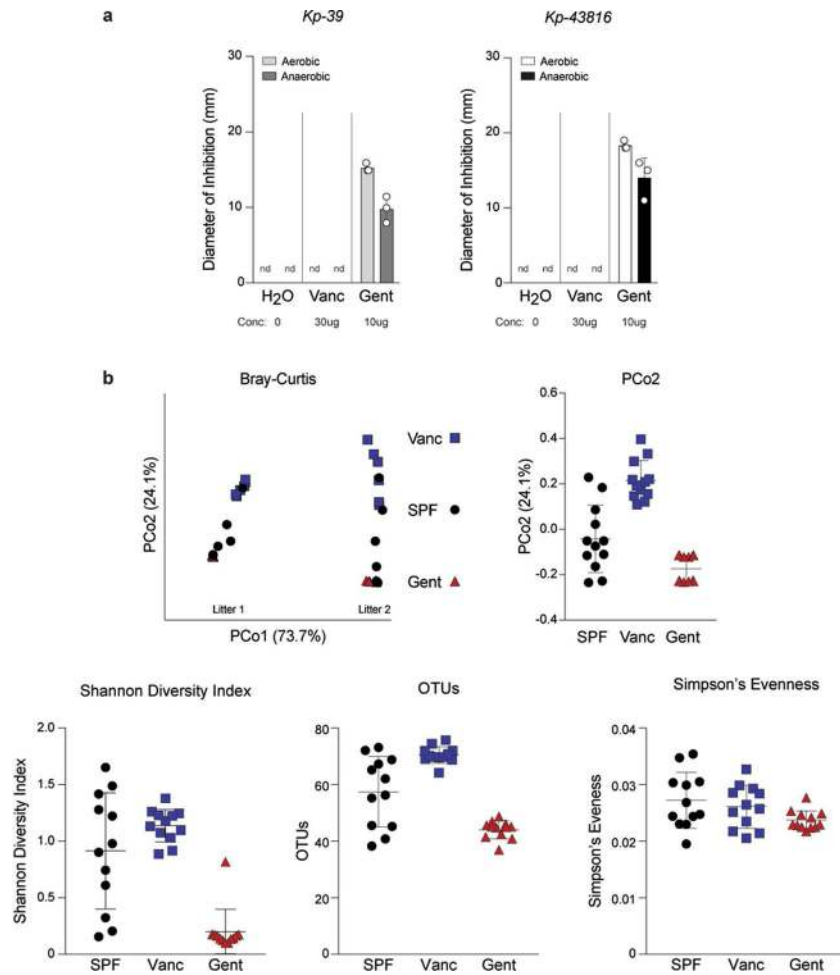 a
Kp-39
Kp-43816
30
20
10
0
Diameter of Inhibition (mm)
Aerobic
Anaerobic
nd nd nd nd
H2O Vanc Gent
Conc: 0 30ug 10ug
30
20
10
0
Diameter of Inhibition (mm)
Aerobic
Anaerobic
nd nd nd nd
H2O Vanc Gent
Conc: 0 30ug 10ug
b
Bray-Curtis
PCo2 (24.1%)
Litter 1 Litter 2
PCo1 (73.7%)
Vanc
SPF
Gent
PCo2
PCo2 (24.1%)
0.6
0.4
0.2
0.0
-0.2
-0.4
SPF Vanc Gent
Shannon Diversity Index
Shannon Diversity Index
2.0
1.5
1.0
0.5
0
SPF Vanc Gent
OTUs
OTUs
80
60
40
20
0
SPF Vanc Gent
Simpson's Evenness
Simpson's Eveness
0.04
0.03
0.02
0.01
0
SPF Vanc Gent